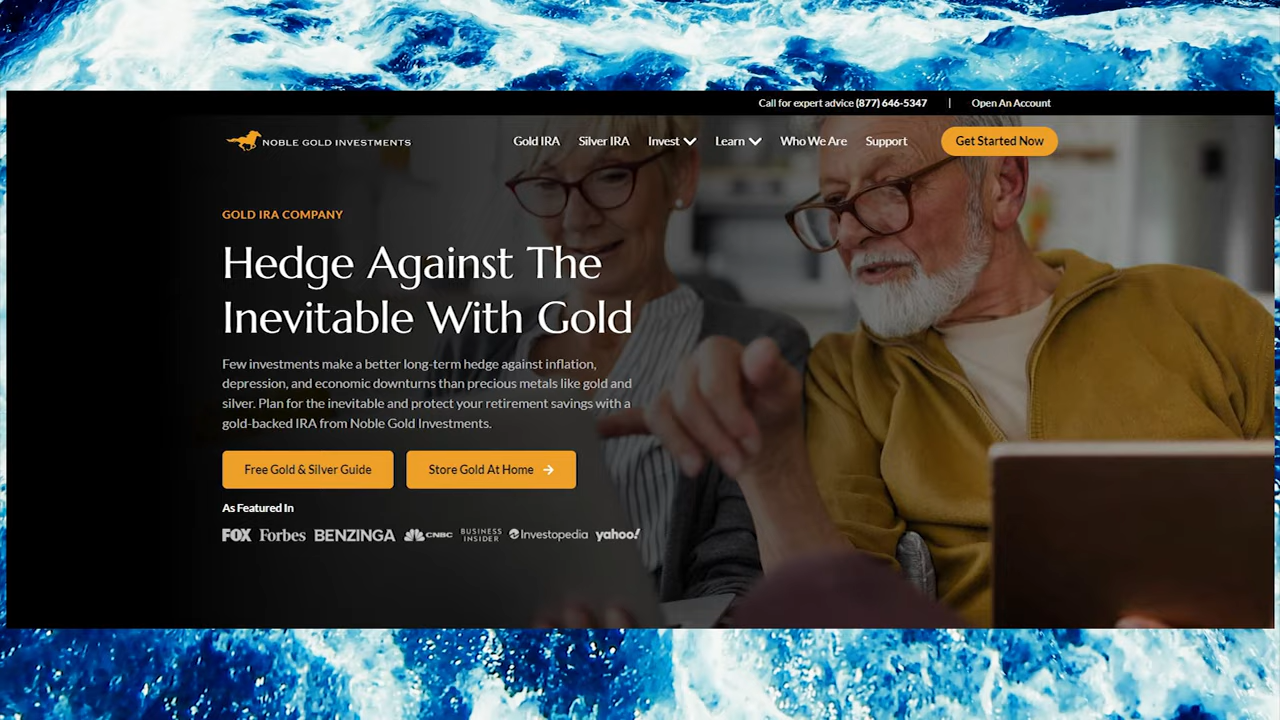 Call for expert advice (877) 646-5347 | Open An Account
NOBLE GOLD INVESTMENTS
Gold IRA Silver IRA Invest Learn Who We Are Support Get Started Now
GOLD IRA COMPANY
Hedge Against The
Inevitable With Gold
Few investments make a better long-term hedge against inflation,
depression, and economic downturns than precious metals like gold and
silver. Plan for the inevitable and protect your retirement savings with a
gold-backed IRA from Noble Gold Investments.
Free Gold & Silver Guide Store Gold At Home
As Featured In
FOX Forbes BENZINGA CNBC BUSINESS INSIDER Investopedia yahoo!